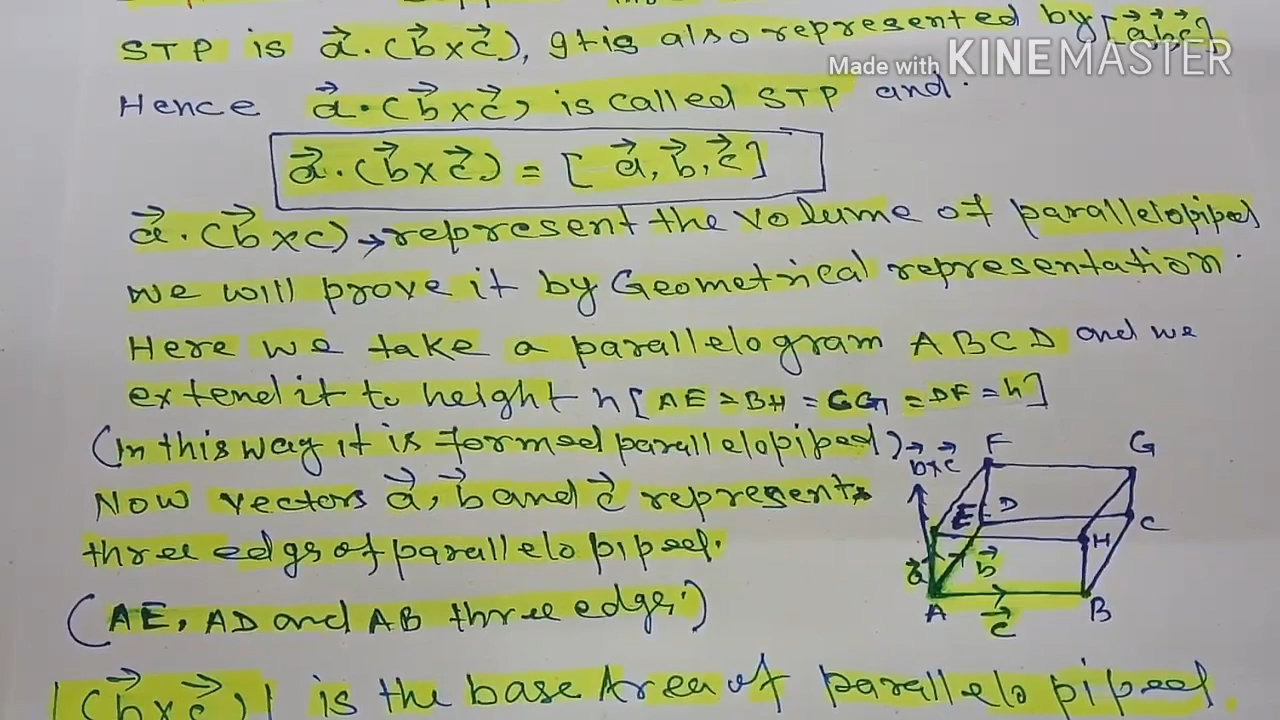 STP is a⃗.(b⃗×c⃗), It is also represented by [a⃗,b⃗,c⃗]
Made with KINEMASTER
Hence a⃗.(b⃗×c⃗) is called STP and.
a⃗.(b⃗×c⃗) = [a⃗,b⃗,c⃗]
a⃗.(b⃗×c) → represent the volume of parallelopiped
we will prove it by Geometrical representation.
Here we take a parallelogram ABCD and we
extend it to height h [AE = BH = CG = DF = h]
(In this way it is formed parallelopiped)
Now vectors a⃗, b⃗ and c⃗ represent
three edgs of parallelopiped.
(AE, AD and AB three edgs.)
b⃗×c⃗
F
G
E
D
C
H
a⃗
b⃗
A
c⃗
B
|(b⃗×c⃗)| is the base Area of parallelopiped.